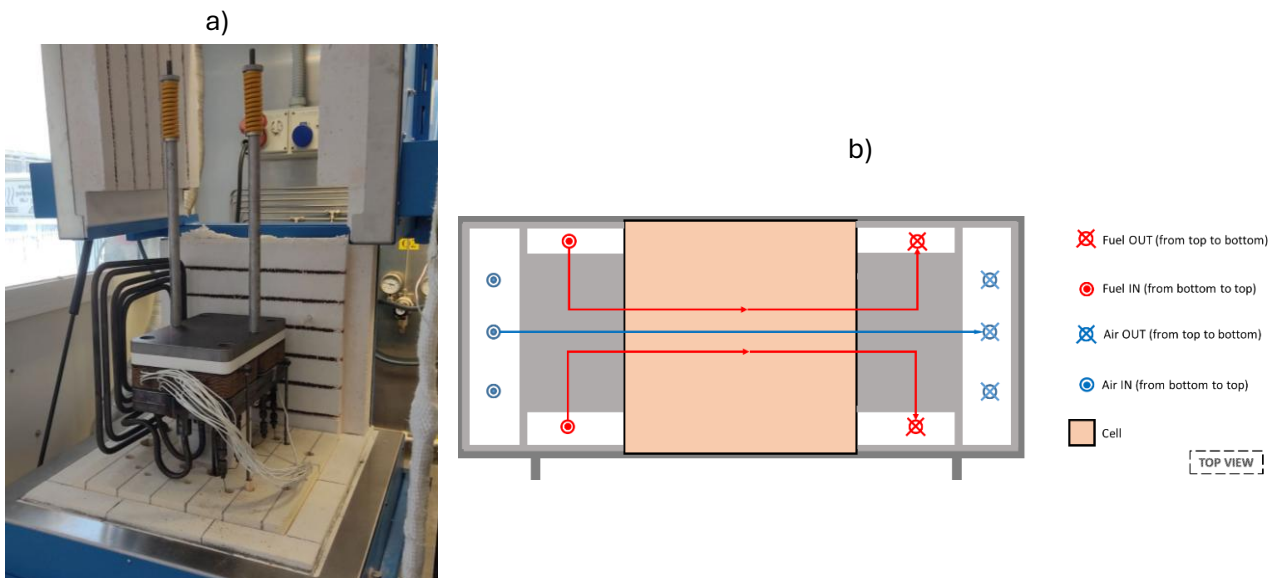 a)
b)
Fuel OUT (from top to bottom)
Fuel IN (from bottom to top)
Air OUT (from top to bottom)
Air IN (from bottom to top)
Cell
TOP VIEW